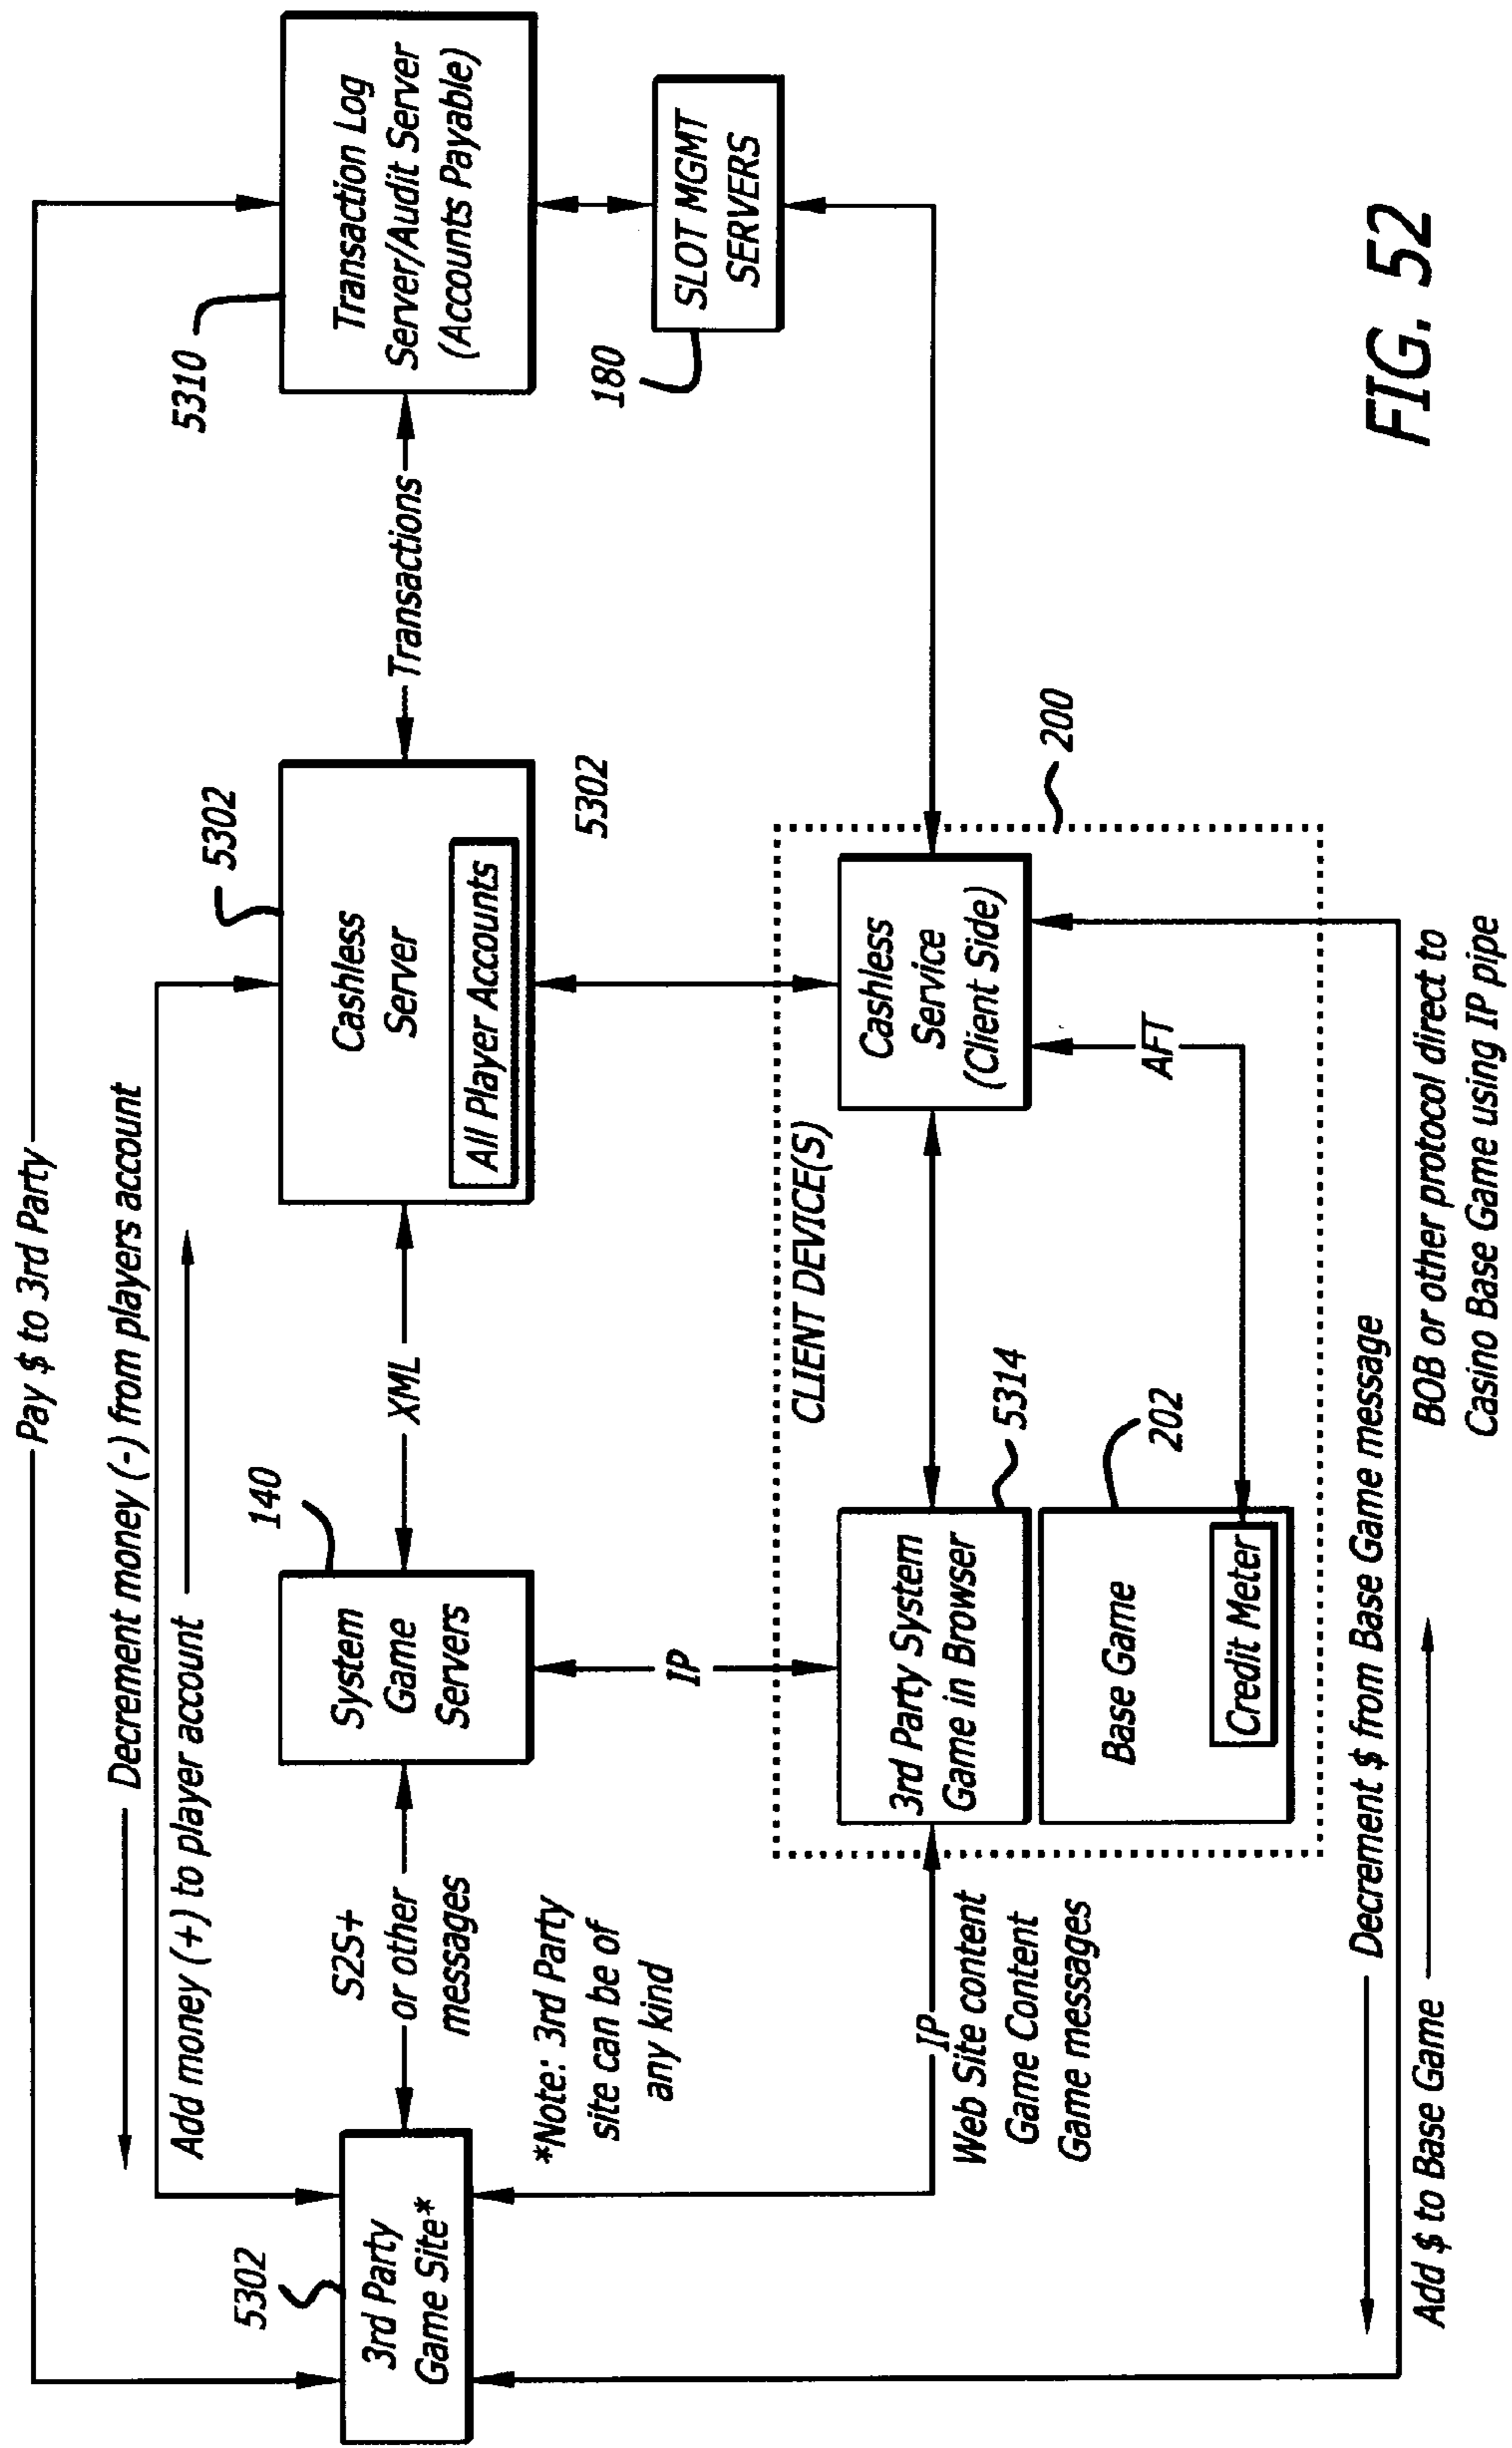 Pay $ to 3rd Party
Decrement money (-) from players account
Add money (+) to player account
5302
3rd Party
Game Site*
S2S+
or other
messages
*Note: 3rd Party
site can be of
any kind
140
System
Game
Servers
XML
5302
Cashless
Server
All Player Accounts
5302
Transactions
5310
Transaction Log
Server/Audit Server
(Accounts Payable)
180
SLOT MGMT
SERVERS
IP
IP
Web Site content
Game Content
Game messages
CLIENT DEVICE(S)
200
3rd Party System
Game in Browser
5314
Base Game
202
Credit Meter
Cashless
Service
(Client Side)
AFT
Decrement $ from Base Game message
Add $ to Base Game
BOB or other protocol direct to
Casino Base Game using IP pipe
FIG. 52